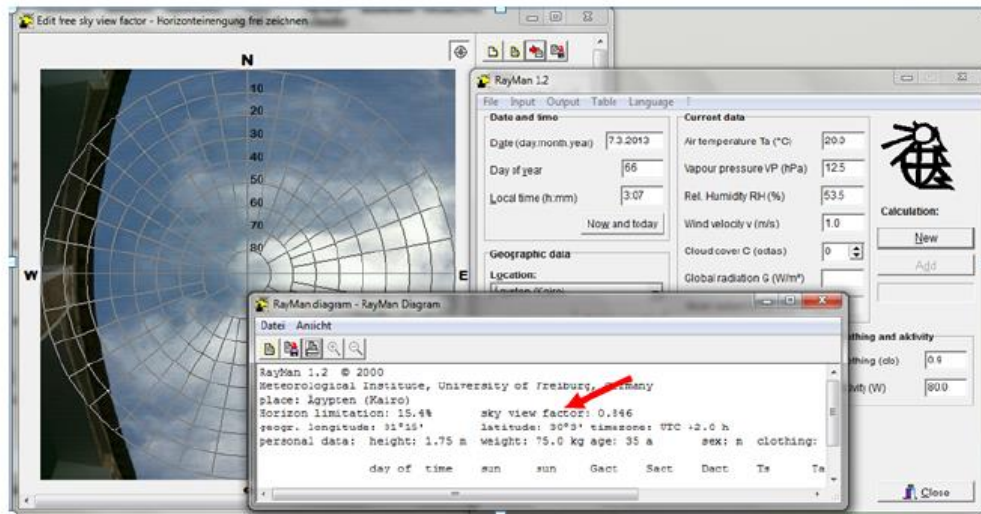 Edit free sky view factor - Horizonteinrengung frei zeichnen
N
10
20
30
40
50
60
70
80
W
E
RayMan 1.2
File Input Output Table Language ?
Date and time
Date (day.month.year) 7.3.2013
Day of year 66
Local time (h:mm) 3:07
Now and today
Geographic data
Location:
Ägypten (Kairo)
Current data
Air temperature Ta (°C) 20.3
Vapour pressure VP (hPa) 12.5
Rel. Humidity RH (%) 53.5
Wind velocity v (m/s) 1.0
Cloud cover C (octas) 0
Global radiation G (W/m²)
Calculation:
New
Add
thing and aktivity
thing (clo) 0.9
vity (W) 80.0
Close
RayMan diagram - RayMan Diagram
Datei Ansicht
RayMan 1.2 © 2000
Meteorological Institute, University of Freiburg, Germany
place: Ägypten (Kairo)
Horizon limitation: 15.4% sky view factor: 0.846
geogr. longitude: 31°15' latitude: 30°3' timezone: UTC +2.0 h
personal data: height: 1.75 m weight: 75.0 kg age: 35 a sex: m clothing:
day of time sun sun Gact Sact Dact Ts Ta